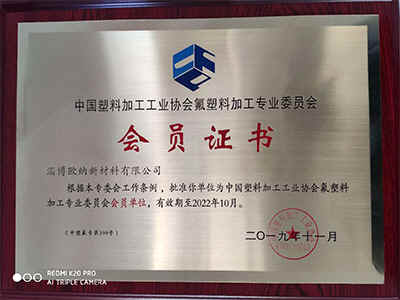 中国塑料加工工业协会氟塑料加工专业委员会
会员证书
淄博欧纳新材料有限公司
根据本专委会工作条例，批准你单位为中国塑料加工工业协会氟塑料
加工专业委员会会员单位，有效期至2022年10月。
二〇一九年十一月
REDMI K20 PRO
AI TRIPLE CAMERA